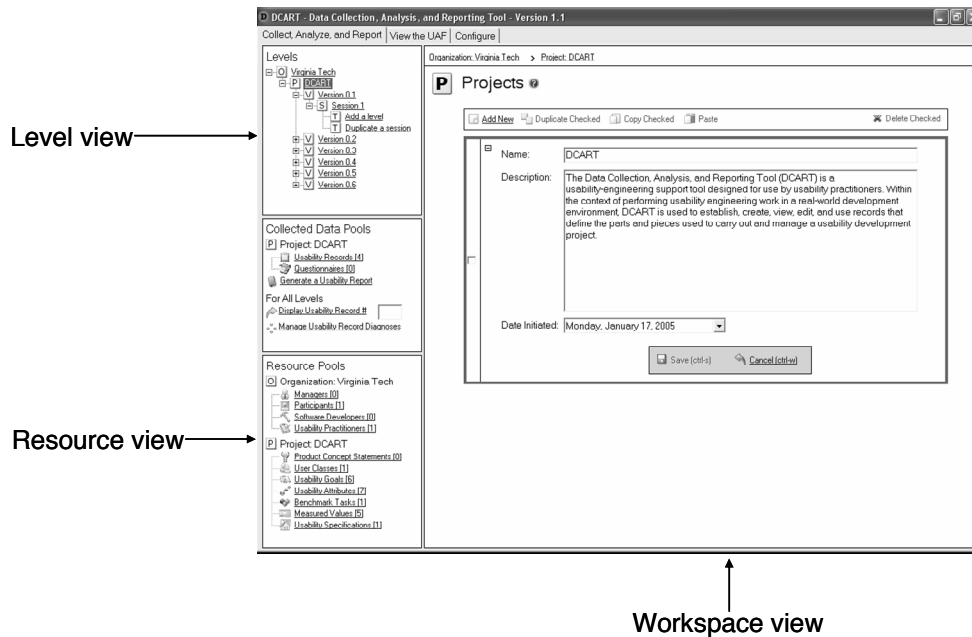 DCART - Data Collection, Analysis, and Reporting Tool - Version 1.1
Collect, Analyze, and Report | View the UAF | Configure
Levels
O Virginia Tech
P DCART
V Version 0.1
S Session 1
T Add a level
T Duplicate a session
V Version 0.2
V Version 0.3
V Version 0.4
V Version 0.5
V Version 0.6
Level view
Collected Data Pools
P Project: DCART
Usability Records [4]
Questionnaires [0]
Generate a Usability Report
For All Levels
Display Usability Record #
Manage Usability Record Diagnoses
Resource Pools
O Organization: Virginia Tech
Managers [0]
Participants [1]
Software Developers [0]
Usability Practitioners [1]
Resource view
P Project: DCART
Product Concept Statements [0]
User Classes [1]
Usability Goals [6]
Usability Attributes [7]
Benchmark Tasks [1]
Measured Values [5]
Usability Specifications [1]
Organization: Virginia Tech > Project: DCART
P Projects
Add New Duplicate Checked Copy Checked Paste Delete Checked
Name: DCART
Description: The Data Collection, Analysis, and Reporting Tool (DCART) is a
usability-engineering support tool designed for use by usability practitioners. Within
the context of performing usability engineering work in a real-world development
environment, DCART is used to establish, create, view, edit, and use records that
define the parts and pieces used to carry out and manage a usability development
project.
Date Initiated: Monday, January 17, 2005
Save (ctrl-s) Cancel (ctrl-w)
Workspace view